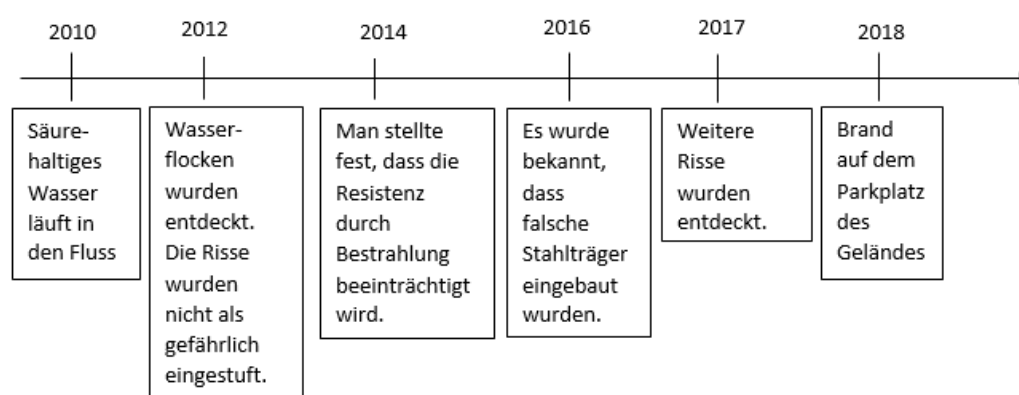 2010
2012
2014
2016
2017
2018
Säure-
haltiges
Wasser
läuft in
den Fluss
Wasser-
flocken
wurden
entdeckt.
Die Risse
wurden
nicht als
gefährlich
eingestuft.
Man stellte
fest, dass die
Resistenz
durch
Bestrahlung
beeinträchtigt
wird.
Es wurde
bekannt,
dass
falsche
Stahlträger
eingebaut
wurden.
Weitere
Risse
wurden
entdeckt.
Brand
auf dem
Parkplatz
des
Geländes